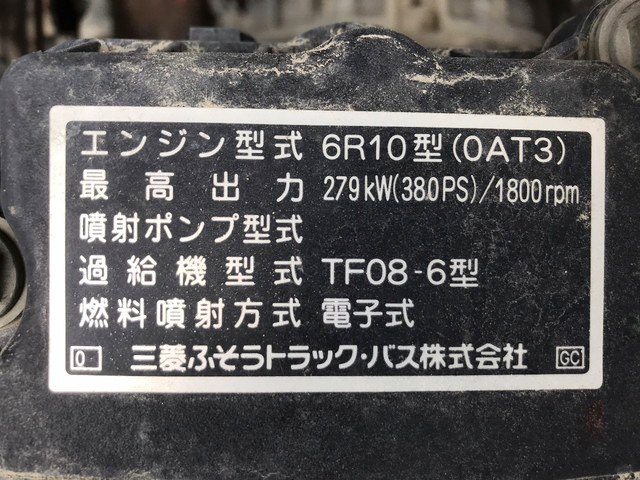 エンジン型式 6R10型(0AT3)
最高出力 279kW(380PS)/1800rpm
噴射ポンプ型式
過給機型式 TF08-6型
燃料噴射方式 電子式
0 三菱ふそうトラック・バス株式会社 GC